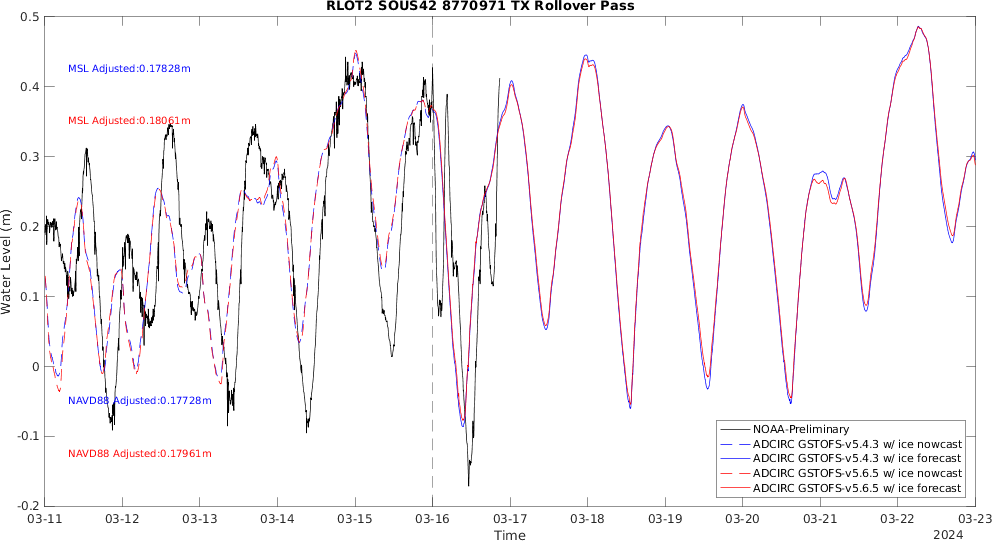 RLOT2 SOUS42 8770971 TX Rollover Pass
0.5
0.4
0.3
0.2
0.1
0
-0.1
-0.2
Water Level (m)
MSL Adjusted:0.17828m
MSL Adjusted:0.18061m
NAVD88 Adjusted:0.17728m
NAVD88 Adjusted:0.17961m
NOAA-Preliminary
ADCIRC GSTOFS-v5.4.3 w/ ice nowcast
ADCIRC GSTOFS-v5.4.3 w/ ice forecast
ADCIRC GSTOFS-v5.6.5 w/ ice nowcast
ADCIRC GSTOFS-v5.6.5 w/ ice forecast
03-11 03-12 03-13 03-14 03-15 03-16 03-17 03-18 03-19 03-20 03-21 03-22 03-23
Time
2024